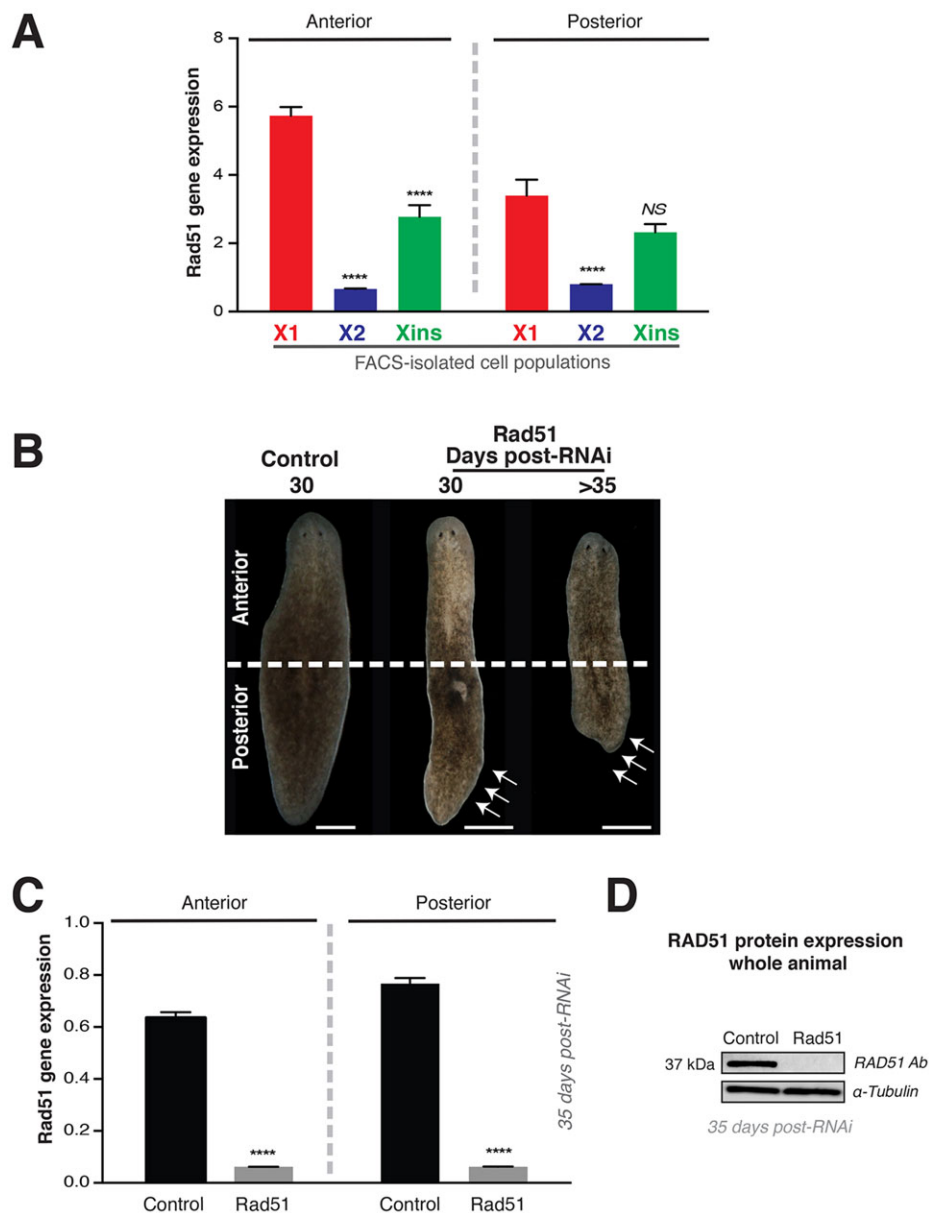 A
Anterior
Posterior
Rad51 gene expression
8
6
4
2
0
****
****
****
NS
X1 X2 Xins X1 X2 Xins
FACS-isolated cell populations
B
Control
30
Rad51
Days post-RNAi
30 >35
Anterior
Posterior
C
Anterior
Posterior
Rad51 gene expression
1.0
0.8
0.6
0.4
0.2
0.0
****
****
Control Rad51 Control Rad51
35 days post-RNAi
D
RAD51 protein expression
whole animal
Control Rad51
37 kDa RAD51 Ab
α-Tubulin
35 days post-RNAi